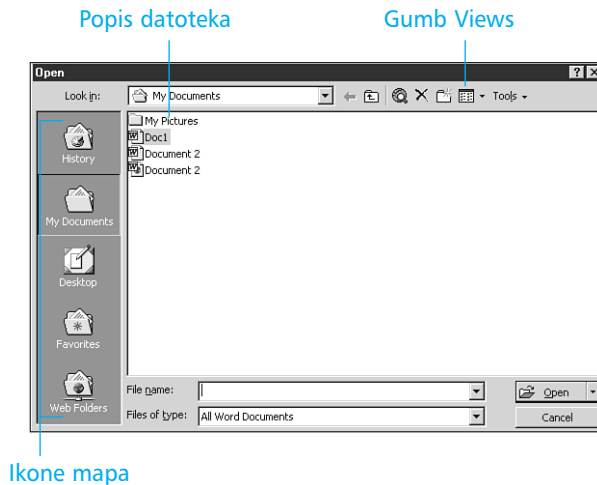 Popis datoteka Gumb Views
Open
Look in: My Documents Tools
My Pictures
Doc1
Document 2
Document 2
History
My Documents
Desktop
Favorites
Web Folders
File name: Open
Files of type: All Word Documents Cancel
Ikone mapa